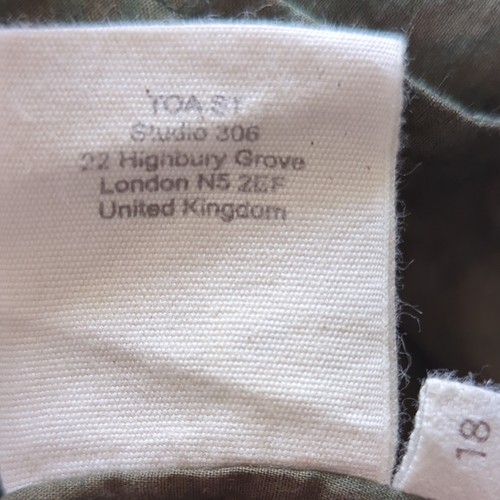 TOAST
Studio 306
22 Highbury Grove
London N5 2EF
United Kingdom
18